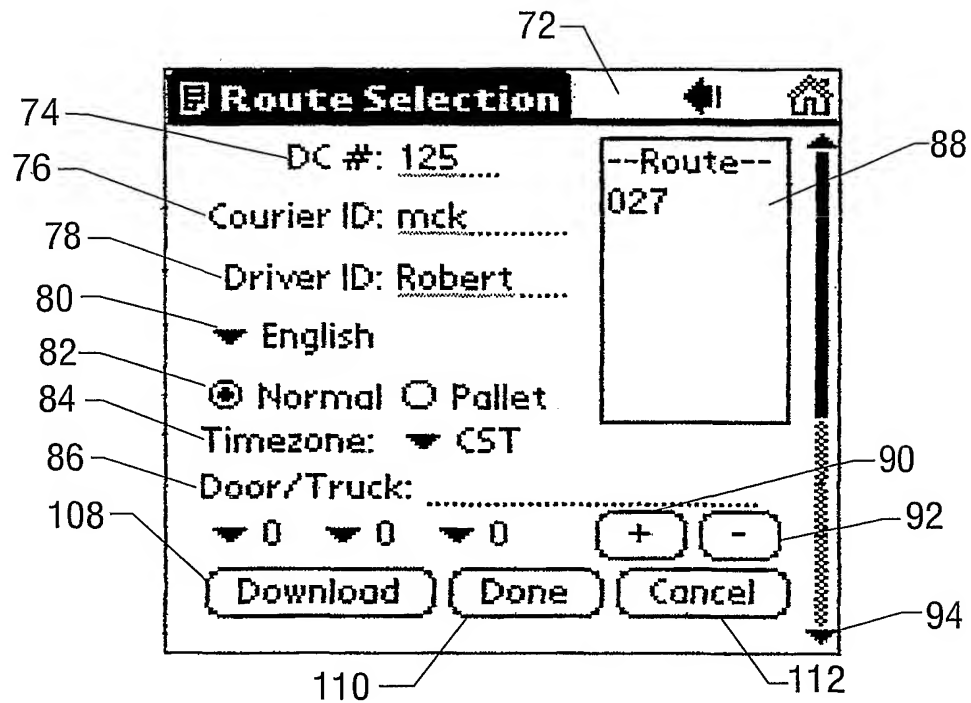 72
Route Selection
74
DC #: 125
--Route--
88
76
Courier ID: mck
027
78
Driver ID: Robert
80
English
82
Normal Pallet
84
Timezone: CST
86
Door/Truck:
90
108
0 0 0
+ -
92
Download Done Cancel
94
110
112